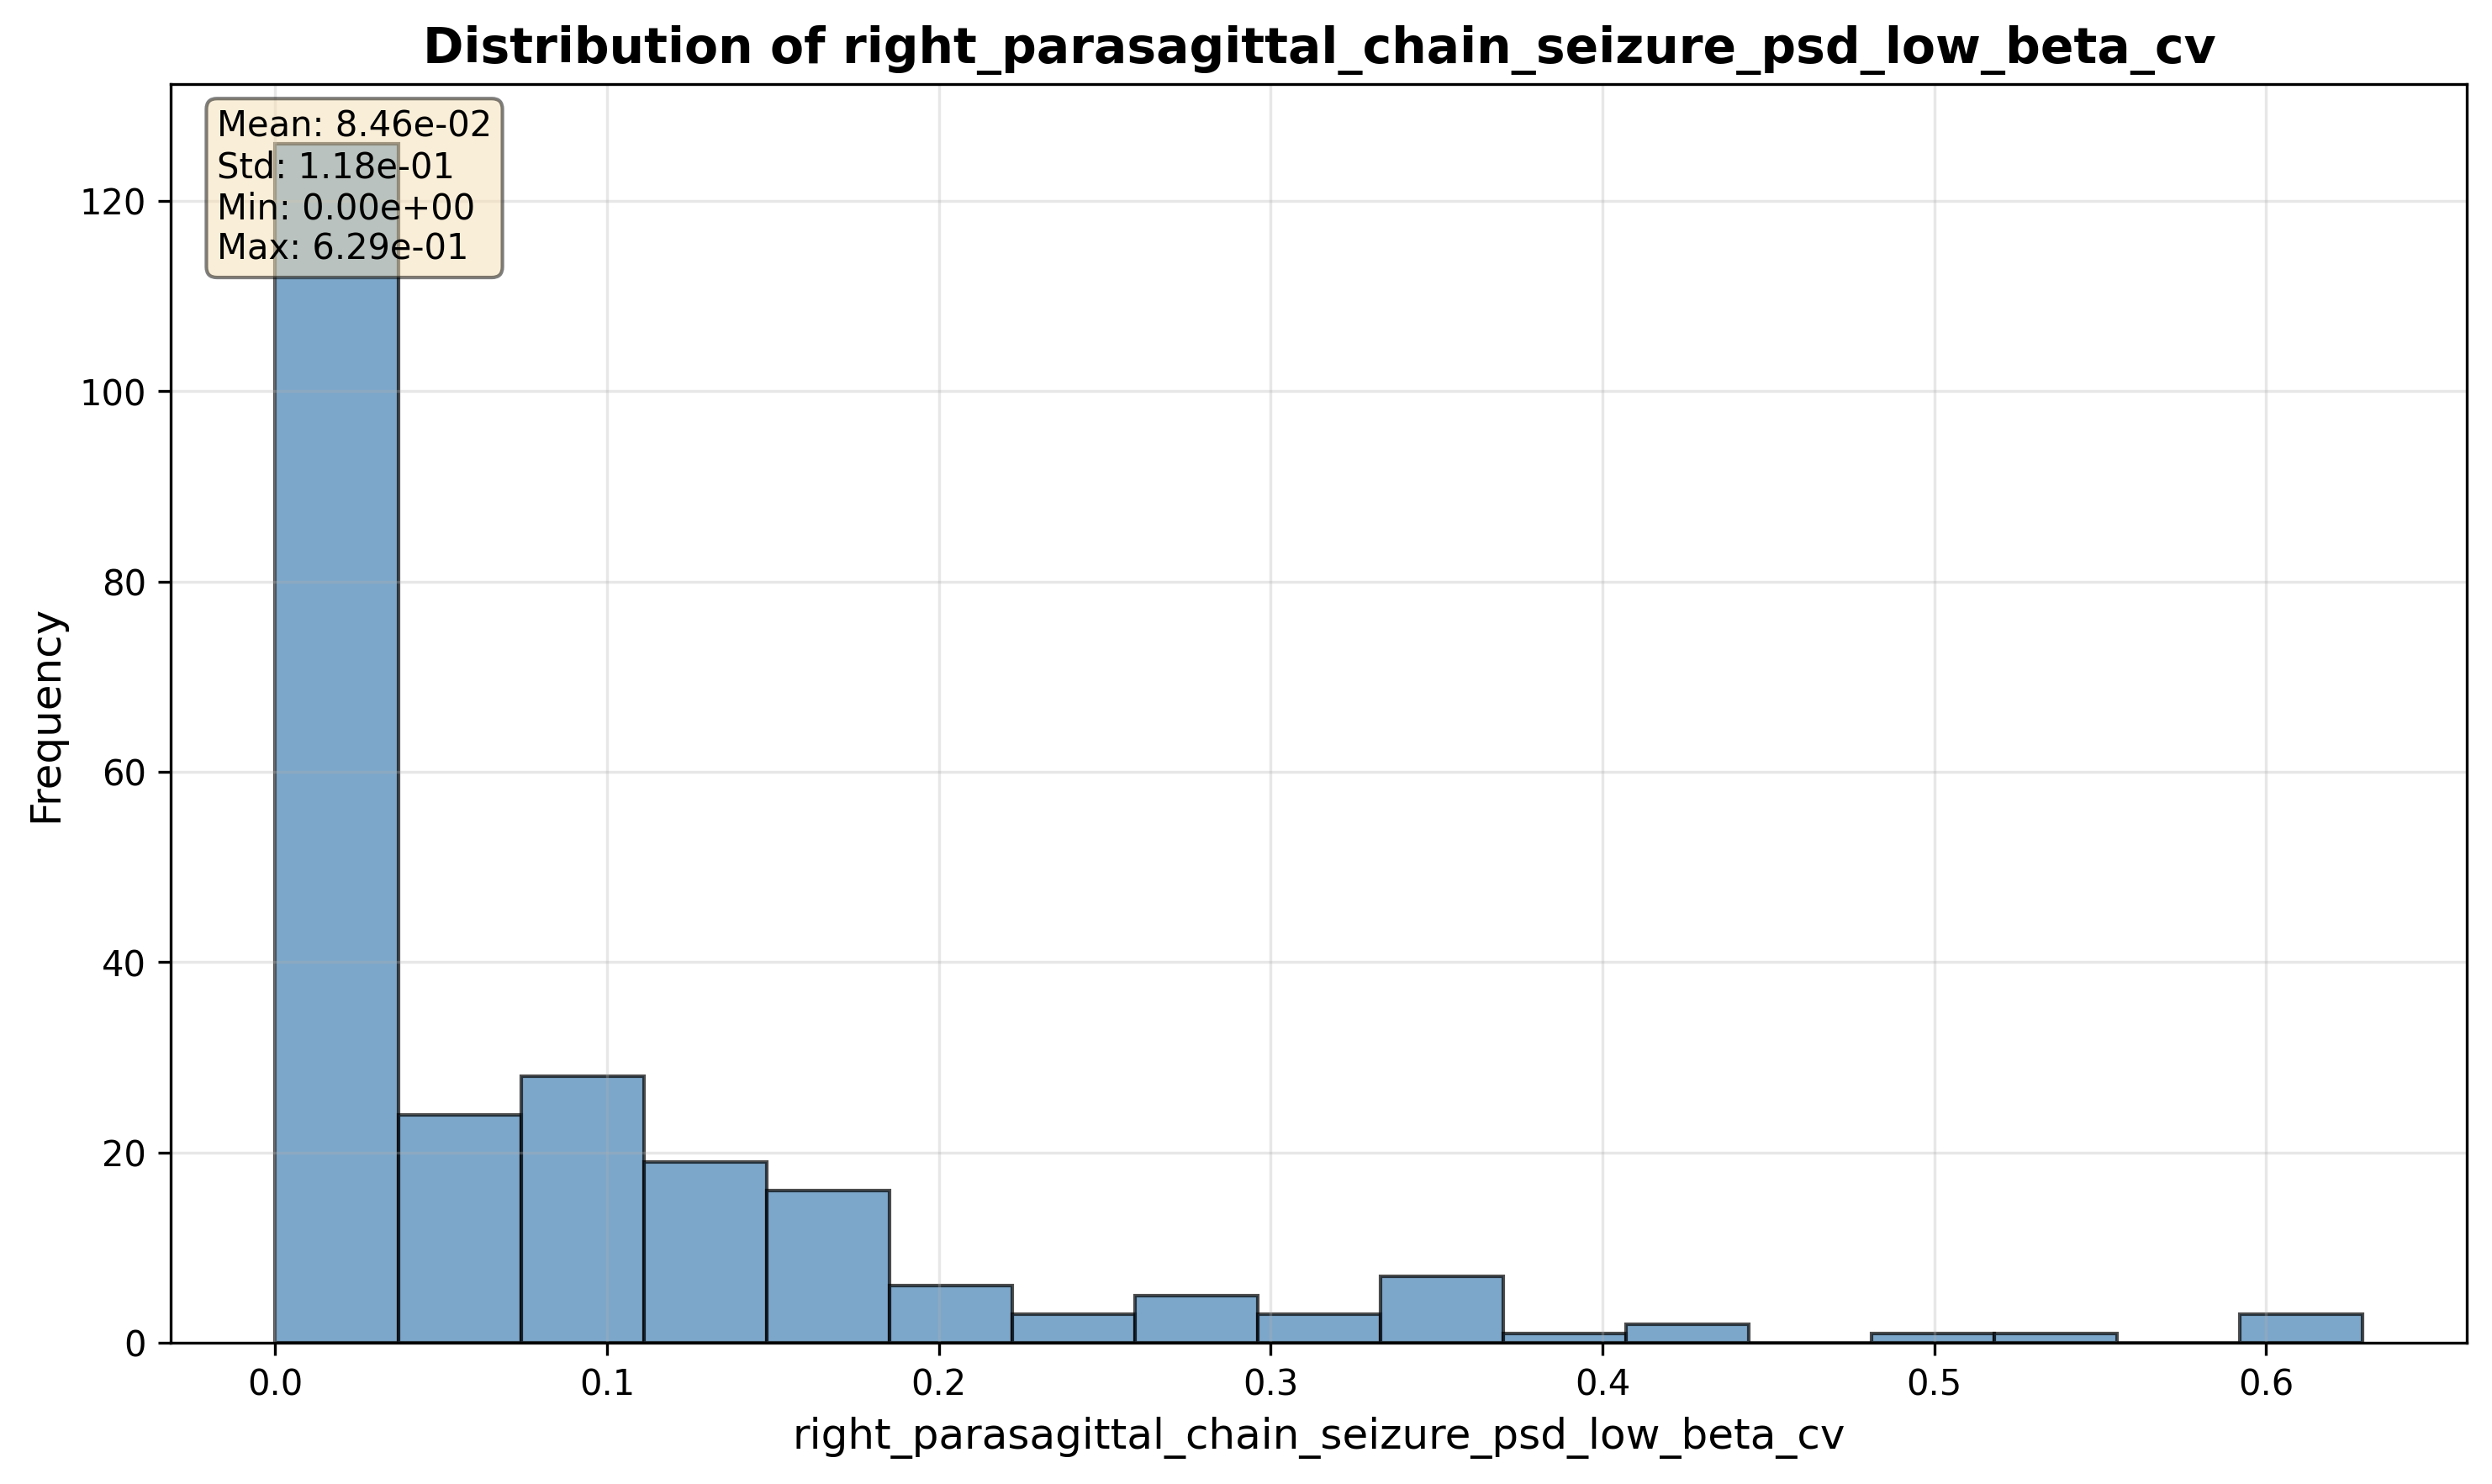 Distribution of right_parasagittal_chain_seizure_psd_low_beta_cv
Mean: 8.46e-02
Std: 1.18e-01
Min: 0.00e+00
Max: 6.29e-01
120
100
80
60
40
20
0
Frequency
0.0 0.1 0.2 0.3 0.4 0.5 0.6
right_parasagittal_chain_seizure_psd_low_beta_cv